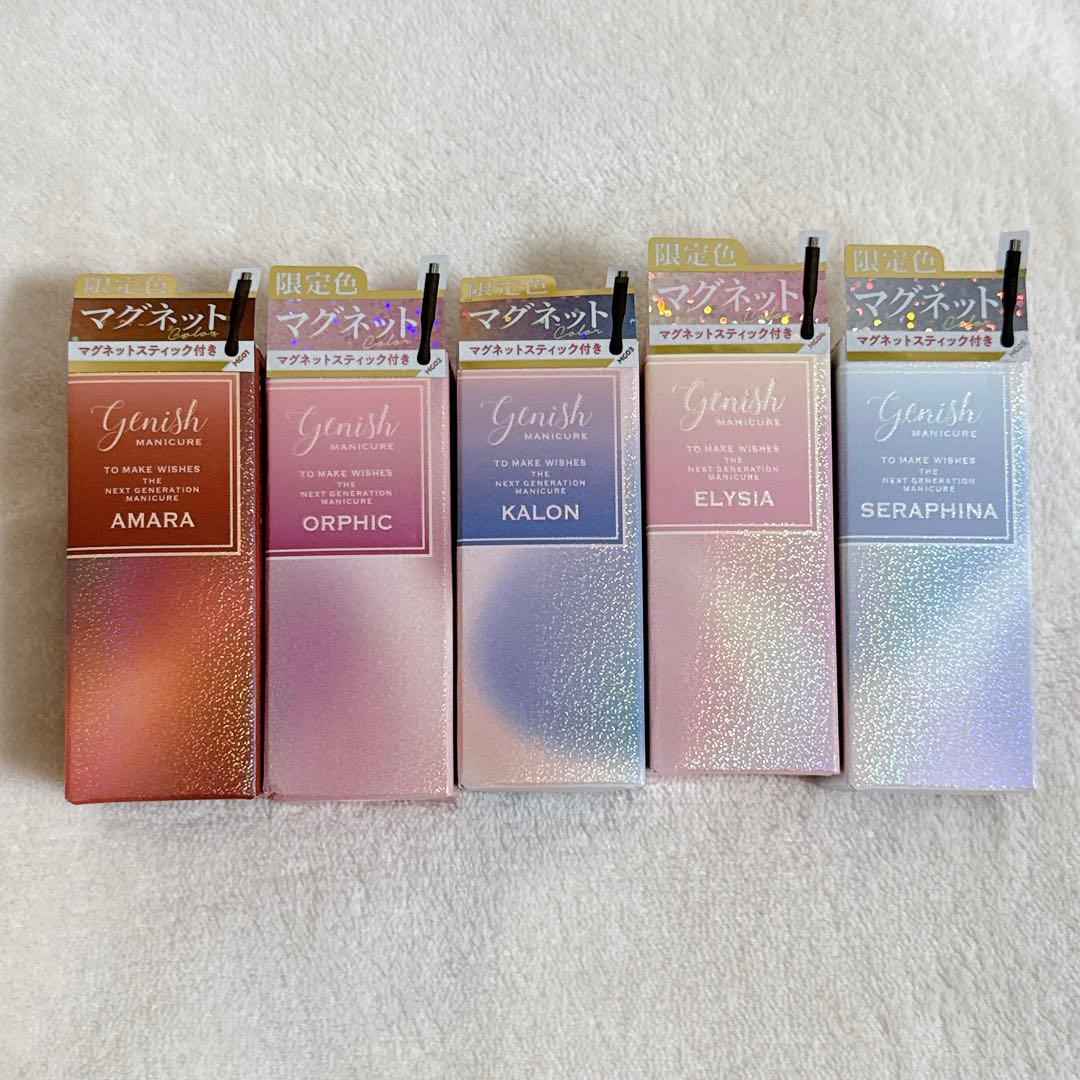 限定色
マグネット
Color
マグネットスティック付き
MG01
Genish
MANICURE
TO MAKE WISHES
THE
NEXT GENERATION
MANICURE
AMARA
限定色
マグネット
Color
マグネットスティック付き
MG02
Genish
MANICURE
TO MAKE WISHES
THE
NEXT GENERATION
MANICURE
ORPHIC
限定色
マグネット
Color
マグネットスティック付き
MG03
Genish
MANICURE
TO MAKE WISHES
THE
NEXT GENERATION
MANICURE
KALON
限定色
マグネット
Color
マグネットスティック付き
MG04
Genish
MANICURE
TO MAKE WISHES
THE
NEXT GENERATION
MANICURE
ELYSIA
限定色
マグネット
Color
マグネットスティック付き
Genish
MANICURE
TO MAKE WISHES
THE
NEXT GENERATION
MANICURE
SERAPHINA